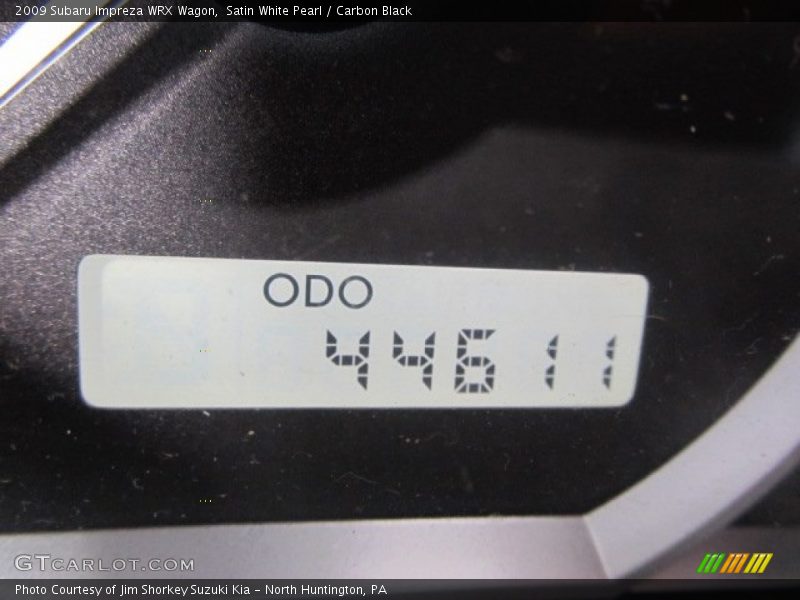 2009 Subaru Impreza WRX Wagon, Satin White Pearl / Carbon Black
ODO
44611
GTCARLOT.COM
Photo Courtesy of Jim Shorkey Suzuki Kia - North Huntington, PA